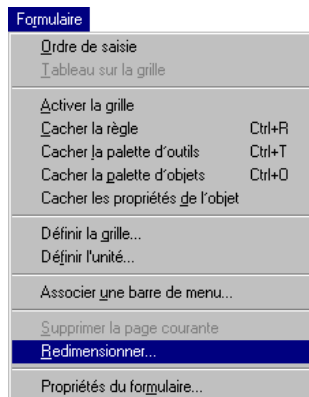 Formulaire
Ordre de saisie
Tableau sur la grille
Activer la grille
Cacher la règle Ctrl+R
Cacher la palette d'outils Ctrl+T
Cacher la palette d'objets Ctrl+O
Cacher les propriétés de l'objet
Définir la grille...
Définir l'unité...
Associer une barre de menu...
Supprimer la page courante
Redimensionner...
Propriétés du formulaire...